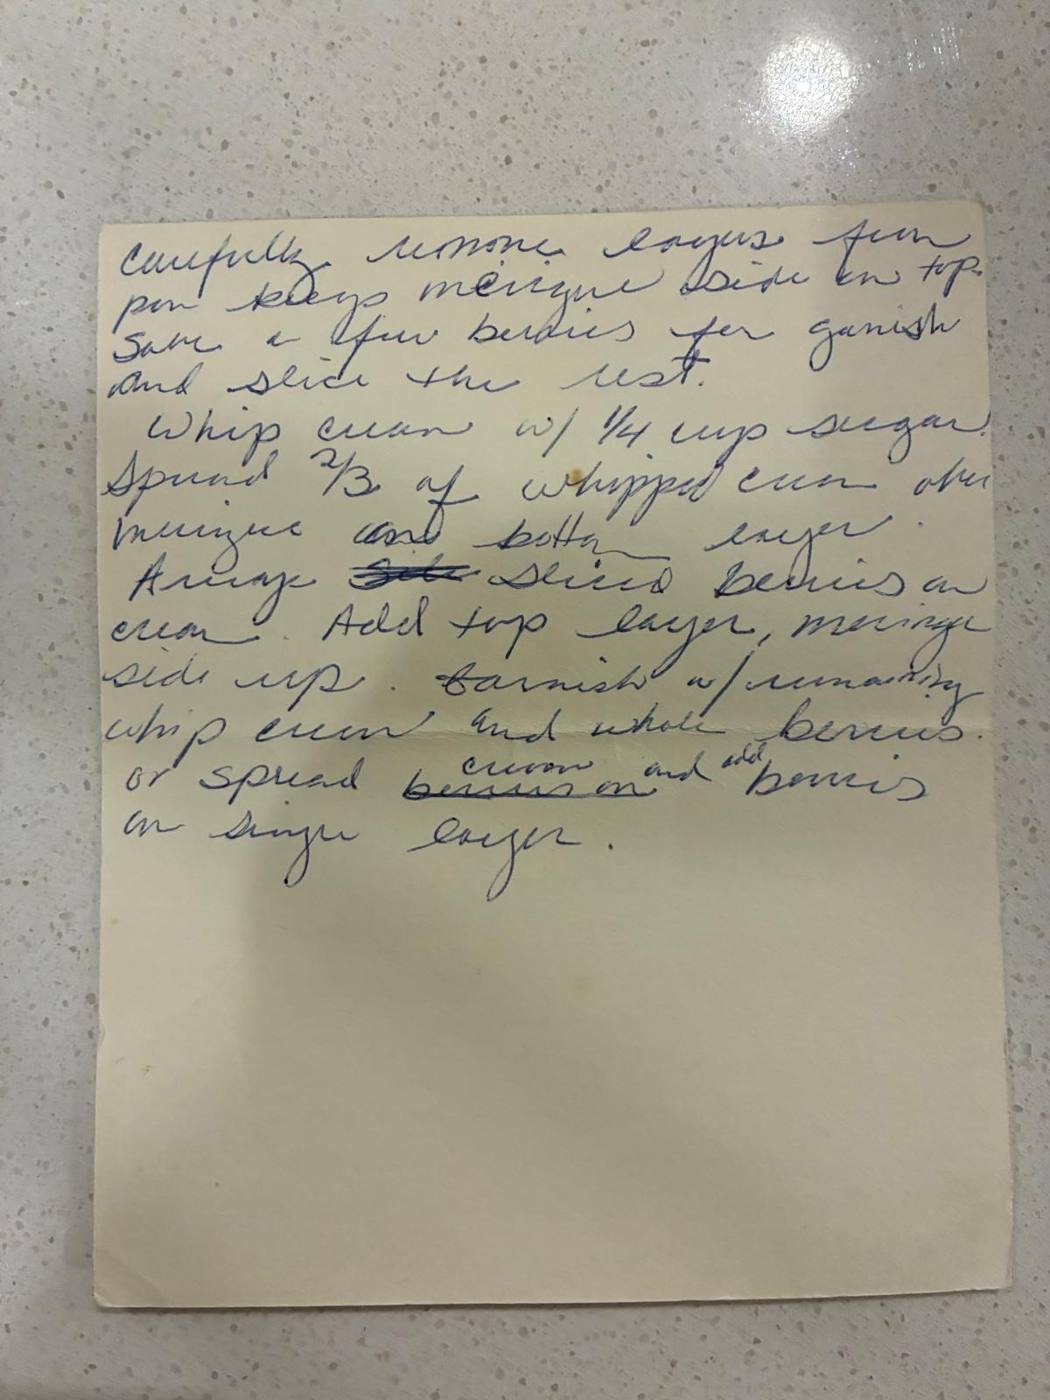 Carefully remove layers from
pan keeping meringue side on top.
Save a few berries for garnish
and slice the rest.
Whip cream w/ 1/4 cup sugar.
Spread 2/3 of whipped cream over
meringue on bottom layer.
Arrange sliced berries on
cream. Add top layer, meringue
side up. Garnish w/ remaining
whip cream and whole berries.
or spread cream and add berries
on single layer.